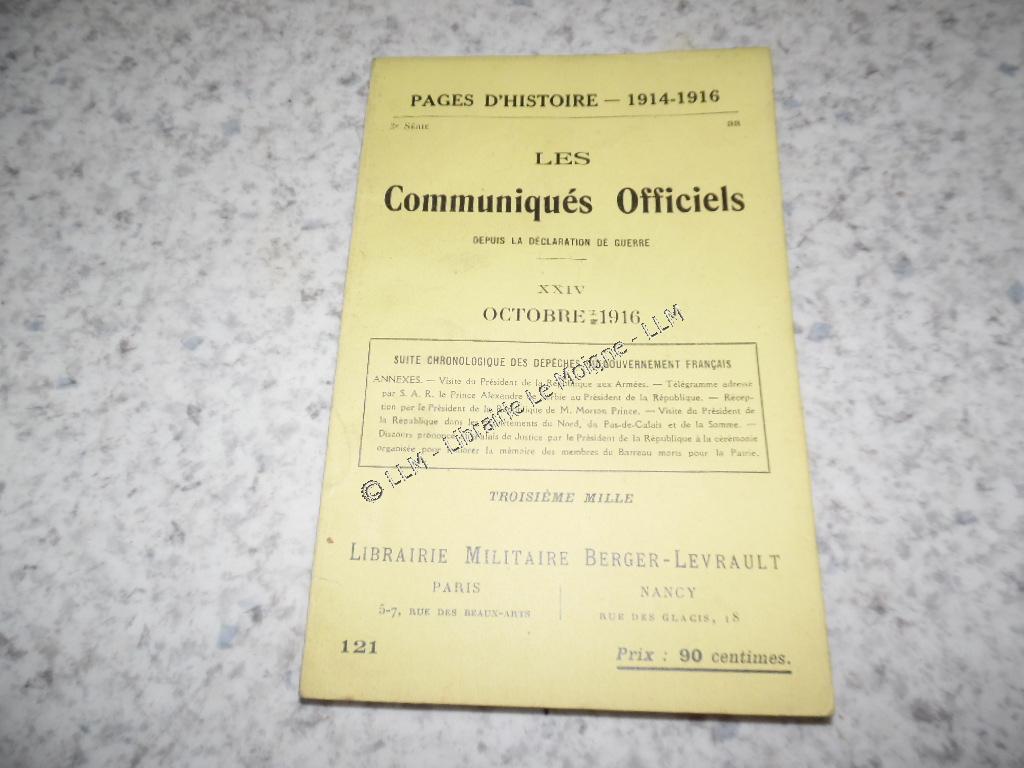 PAGES D'HISTOIRE — 1914-1916
Série
LES
Communiqués Officiels
DEPUIS LA DÉCLARATION DE GUERRE
XXIV
OCTOBRE 1916
SUITE CHRONOLOGIQUE DES DÉPÊCHES DU GOUVERNEMENT FRANÇAIS
ANNEXES. — Visite du Président de la République aux Armées. — Télégramme adressé
par S. A. R. le Prince Alexandre de Serbie au Président de la République. — Récep-
tion par le Président de la République de M. Morton Prince. — Visite du Président de
la République dans les départements du Nord, du Pas-de-Calais et de la Somme. —
Discours prononcé au Palais de Justice par le Président de la République à la cérémonie
organisée pour honorer la mémoire des membres du Barreau morts pour la Patrie.
TROISIÈME MILLE
LIBRAIRIE MILITAIRE BERGER-LEVRAULT
PARIS
5-7, RUE DES BEAUX-ARTS
NANCY
RUE DES GLACIS, 18
121
Prix : 90 centimes.
© LLM - Librairie Le Moigne - LLM